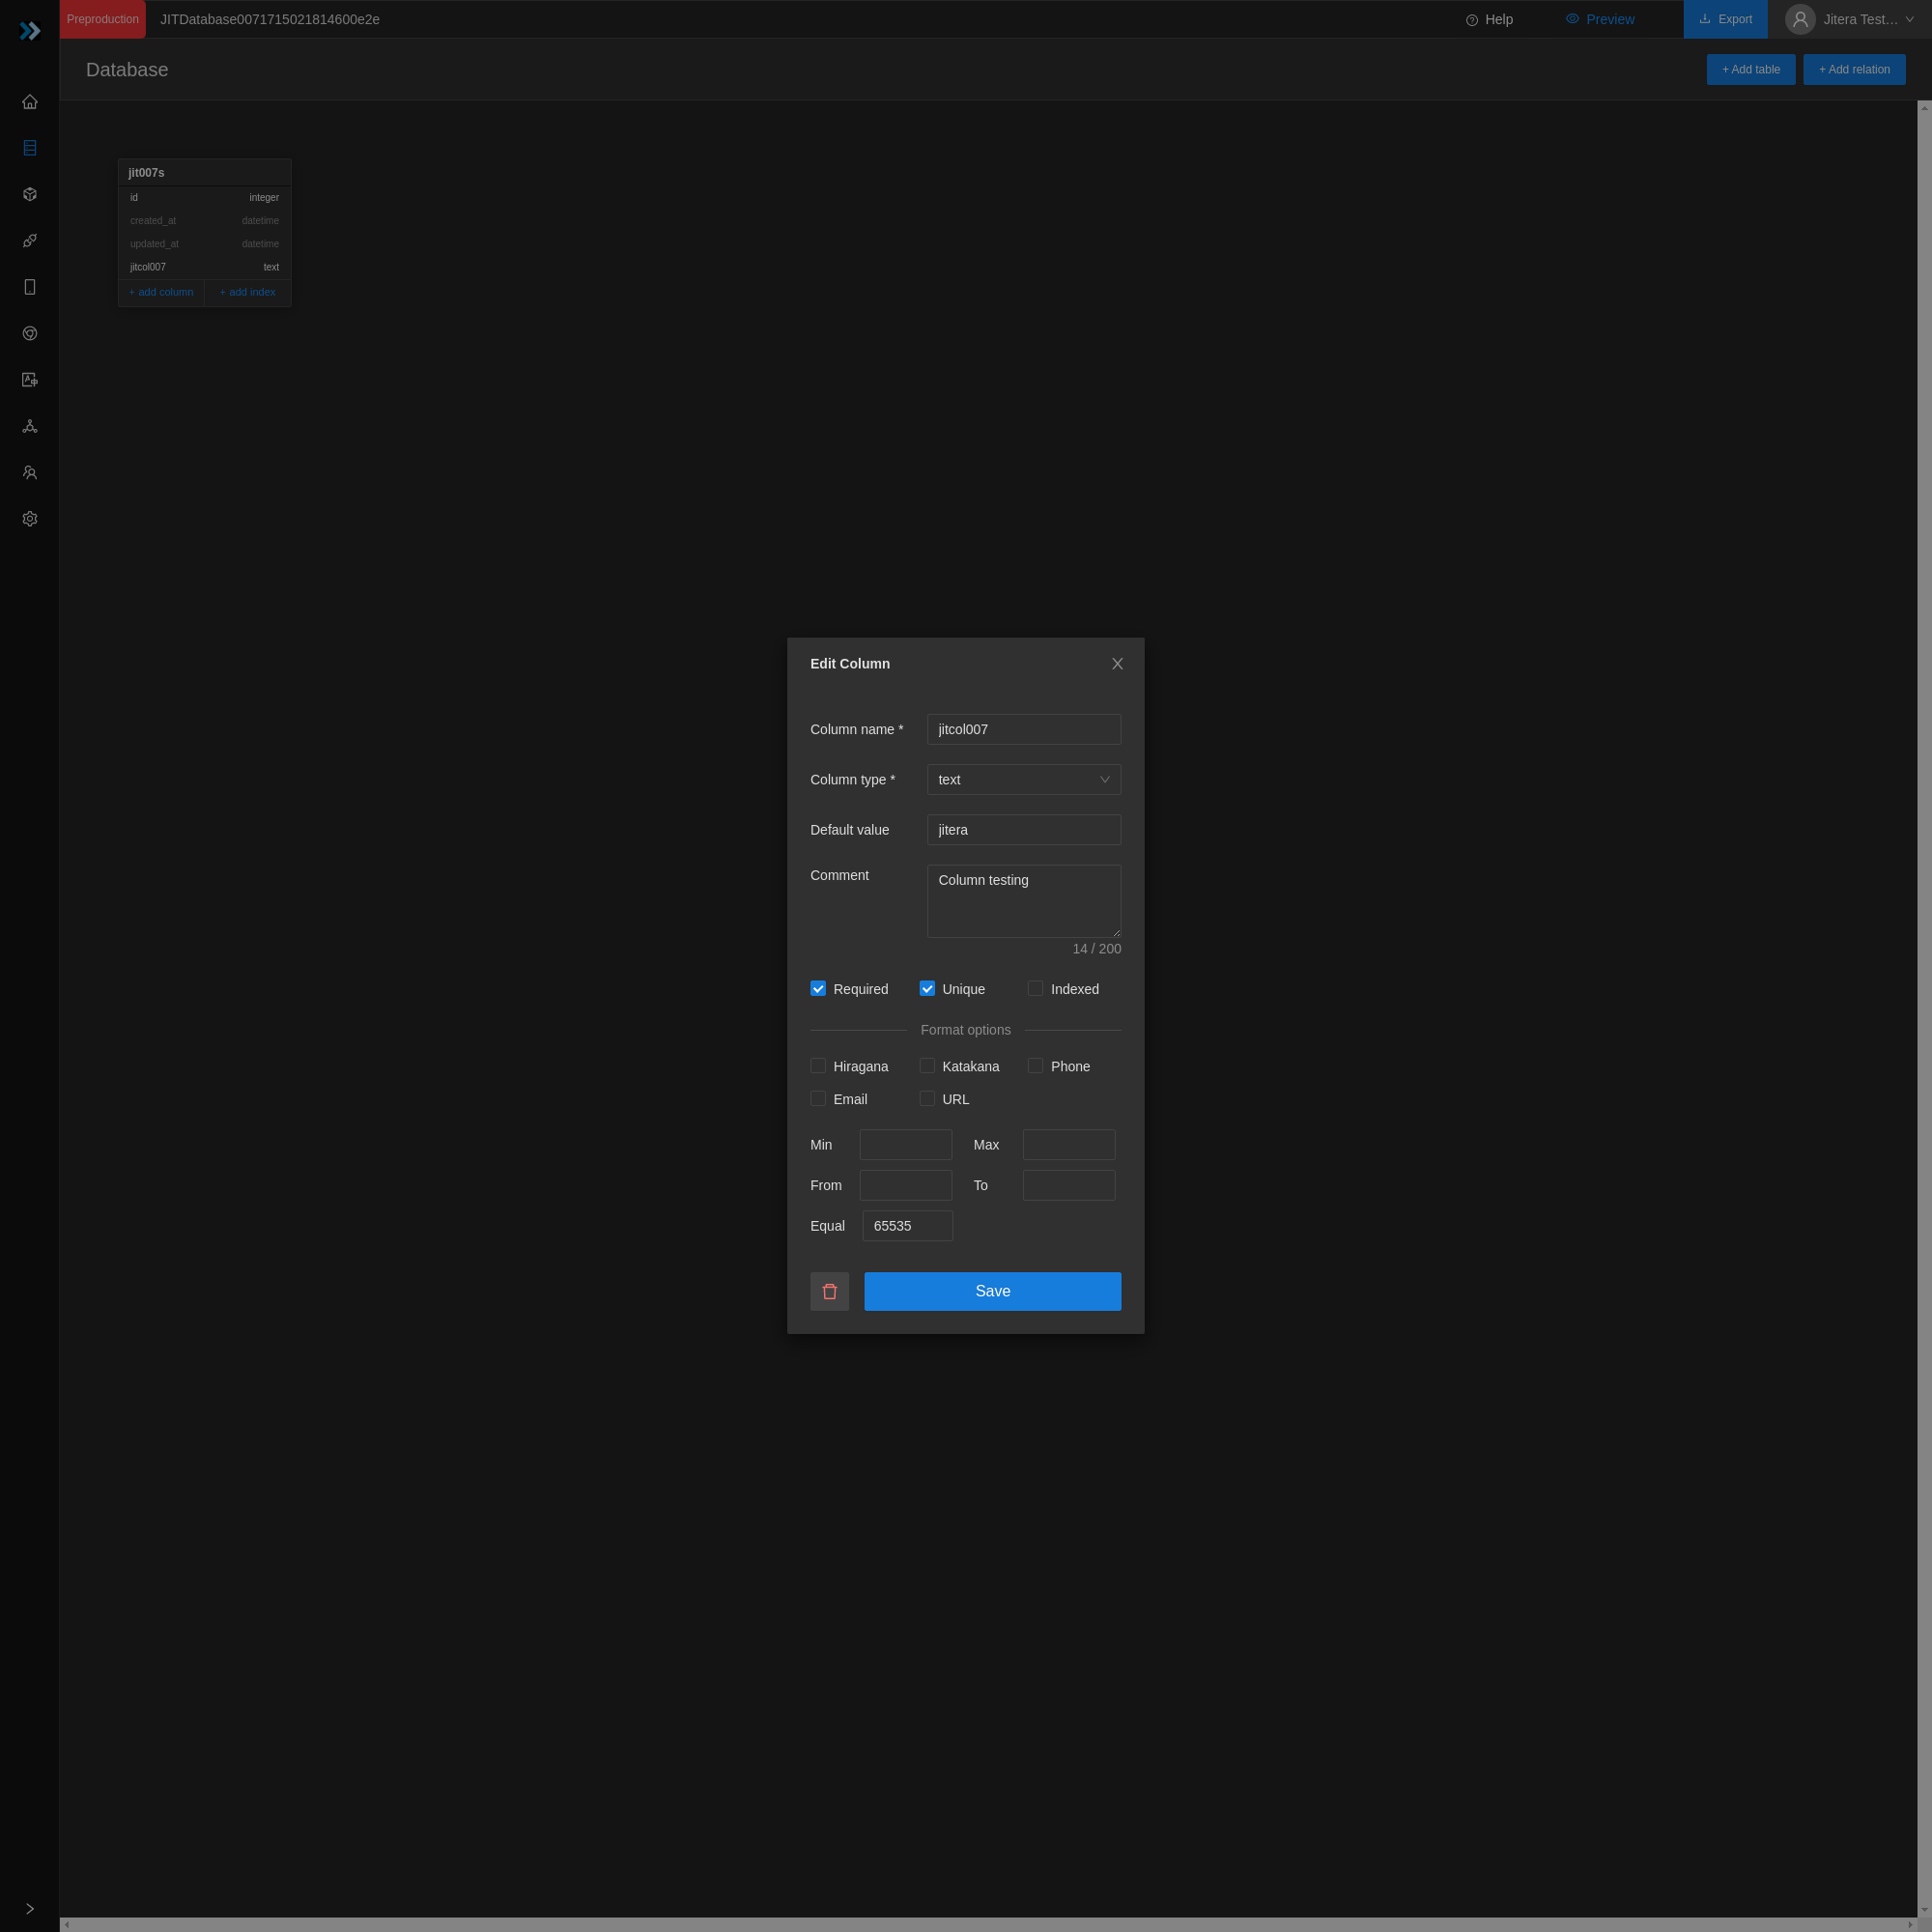 Preproduction JITDatabase0071715021814600e2e Help Preview Export Jitera Test…
Database + Add table + Add relation
jit007s
id integer
created_at datetime
updated_at datetime
jitcol007 text
+ add column + add index
Edit Column
Column name * jitcol007
Column type * text
Default value jitera
Comment Column testing
14 / 200
Required Unique Indexed
Format options
Hiragana Katakana Phone
Email URL
Min Max
From To
Equal 65535
Save